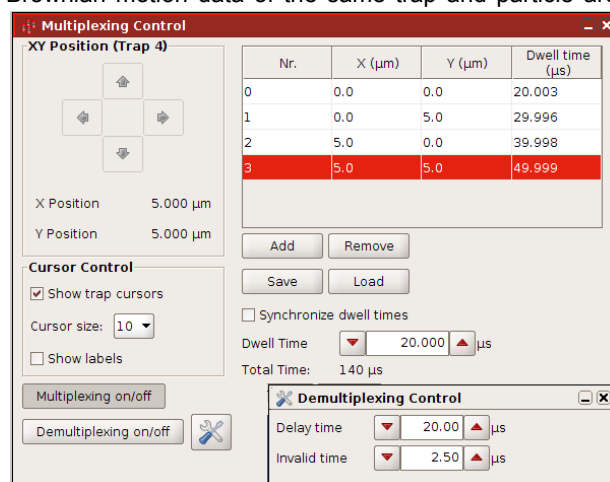 Brownian motion data of the same trap and particle are
Multiplexing Control
XY Position (Trap 4)
X Position 5.000 μm
Y Position 5.000 μm
Cursor Control
Show trap cursors
Cursor size: 10
Show labels
Multiplexing on/off
Demultiplexing on/off
Nr. X (μm) Y (μm) Dwell time (μs)
0 0.0 0.0 20.003
1 0.0 5.0 29.996
2 5.0 0.0 39.998
3 5.0 5.0 49.999
Add Remove
Save Load
Synchronize dwell times
Dwell Time 20.000 μs
Total Time: 140 μs
Demultiplexing Control
Delay time 20.00 μs
Invalid time 2.50 μs